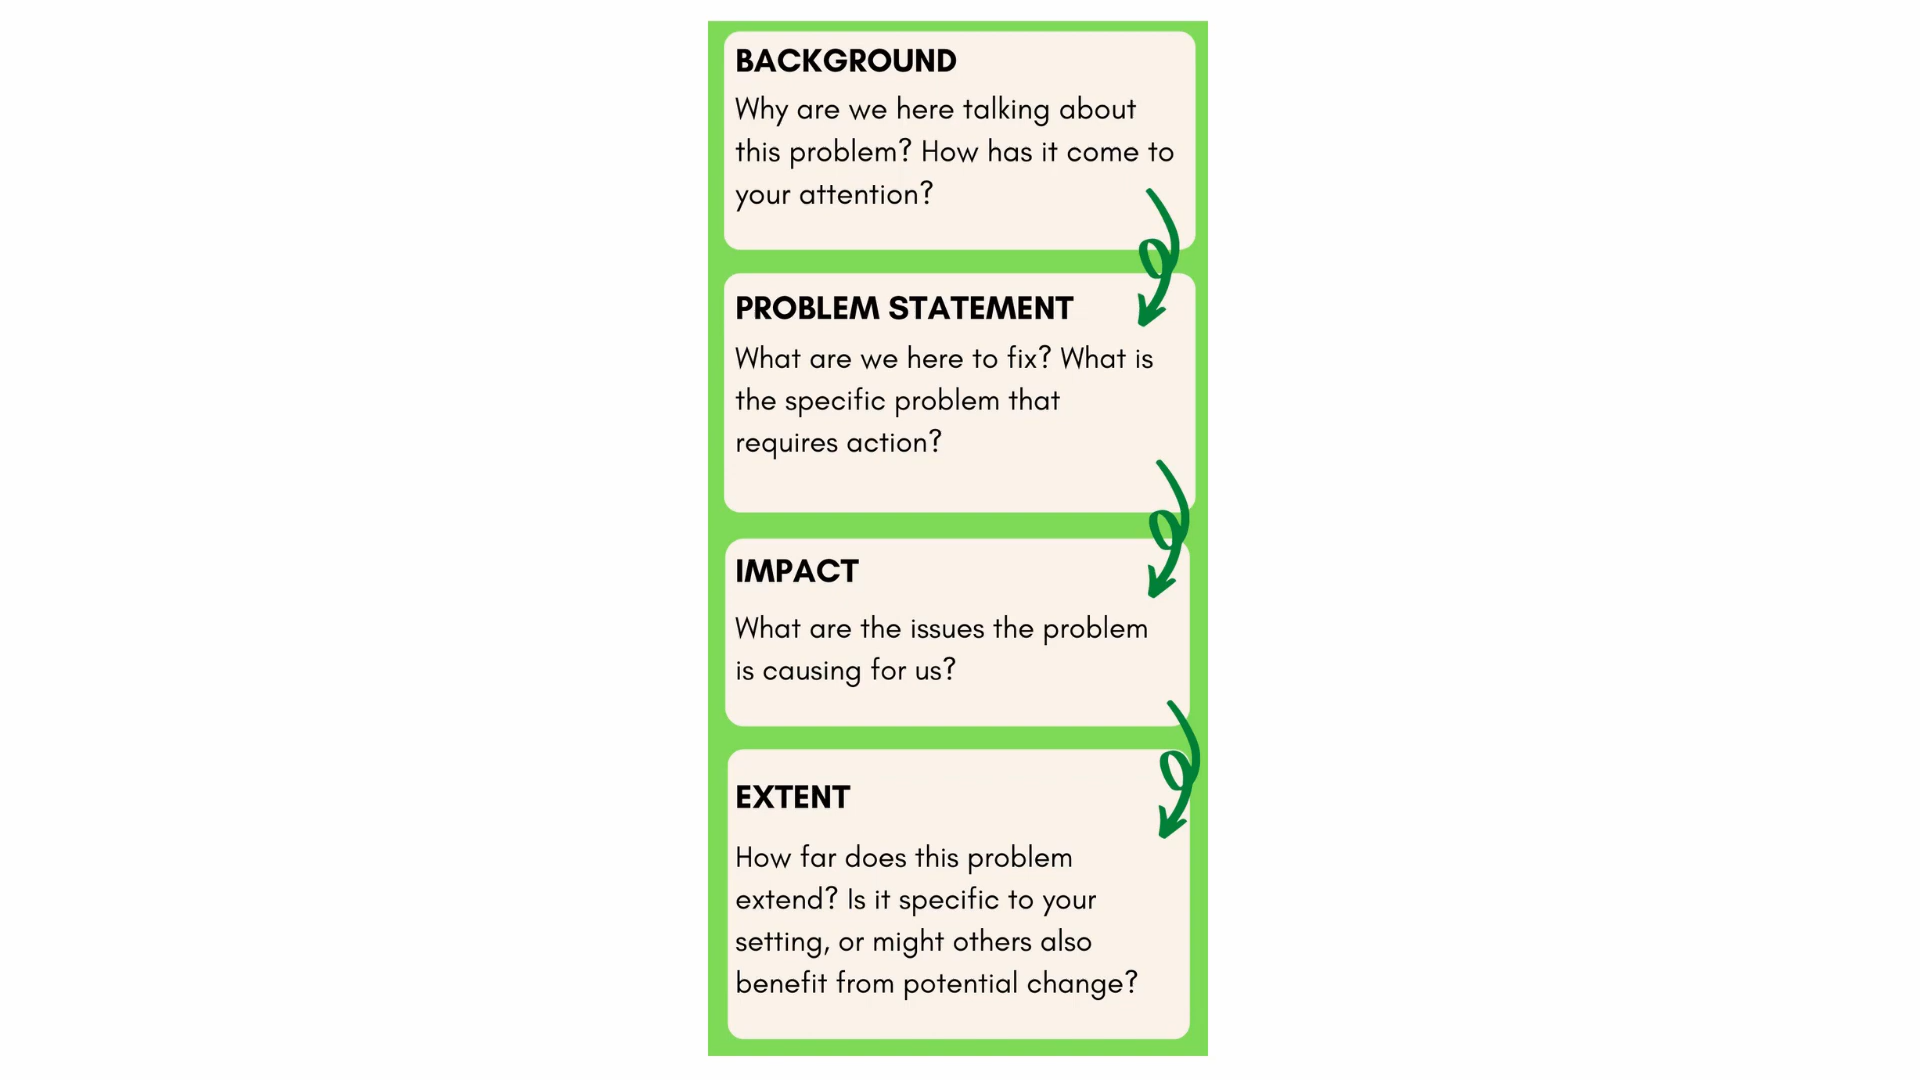 BACKGROUND
Why are we here talking about
this problem? How has it come to
your attention?
PROBLEM STATEMENT
What are we here to fix? What is
the specific problem that
requires action?
IMPACT
What are the issues the problem
is causing for us?
EXTENT
How far does this problem
extend? Is it specific to your
setting, or might others also
benefit from potential change?